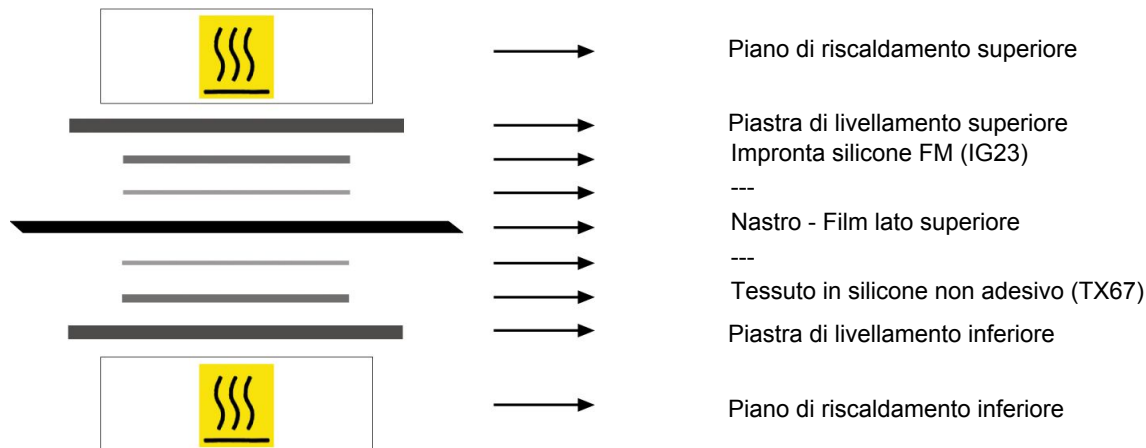 Piano di riscaldamento superiore
Piastra di livellamento superiore
Impronta silicone FM (IG23)
---
Nastro - Film lato superiore
---
Tessuto in silicone non adesivo (TX67)
Piastra di livellamento inferiore
Piano di riscaldamento inferiore